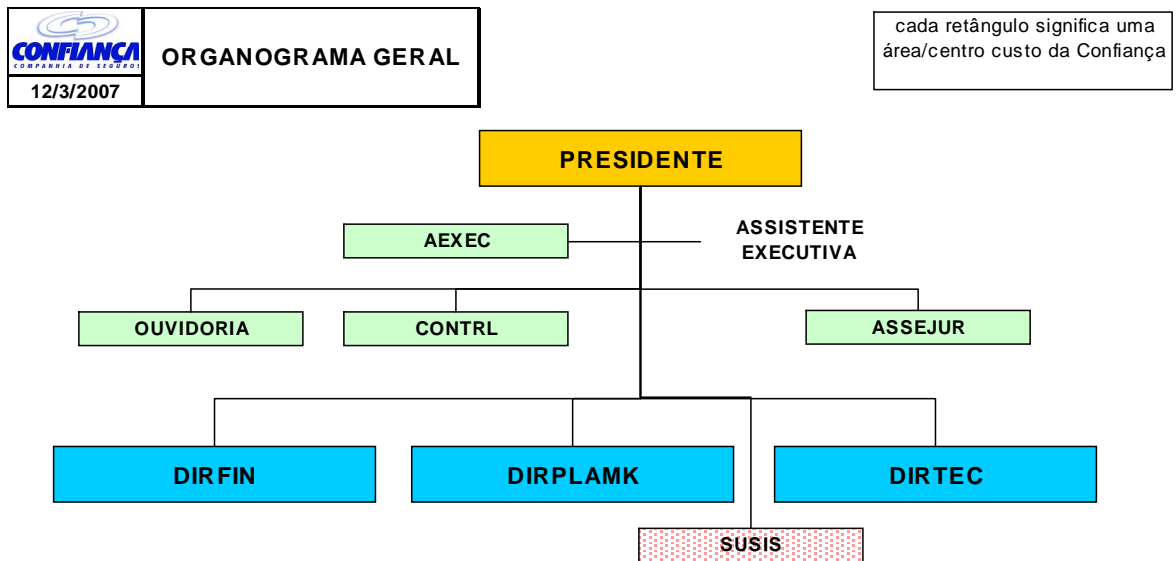 CONFIANÇA
COMPANHIA DE SEGUROS
12/3/2007
ORGANOGRAMA GERAL
cada retângulo significa uma
área/centro custo da Confiança
PRESIDENTE
AEXEC
ASSISTENTE
EXECUTIVA
OUVIDORIA
CONTRL
ASSEJUR
DIRFIN
DIRPLAMK
DIRTEC
SUSIS